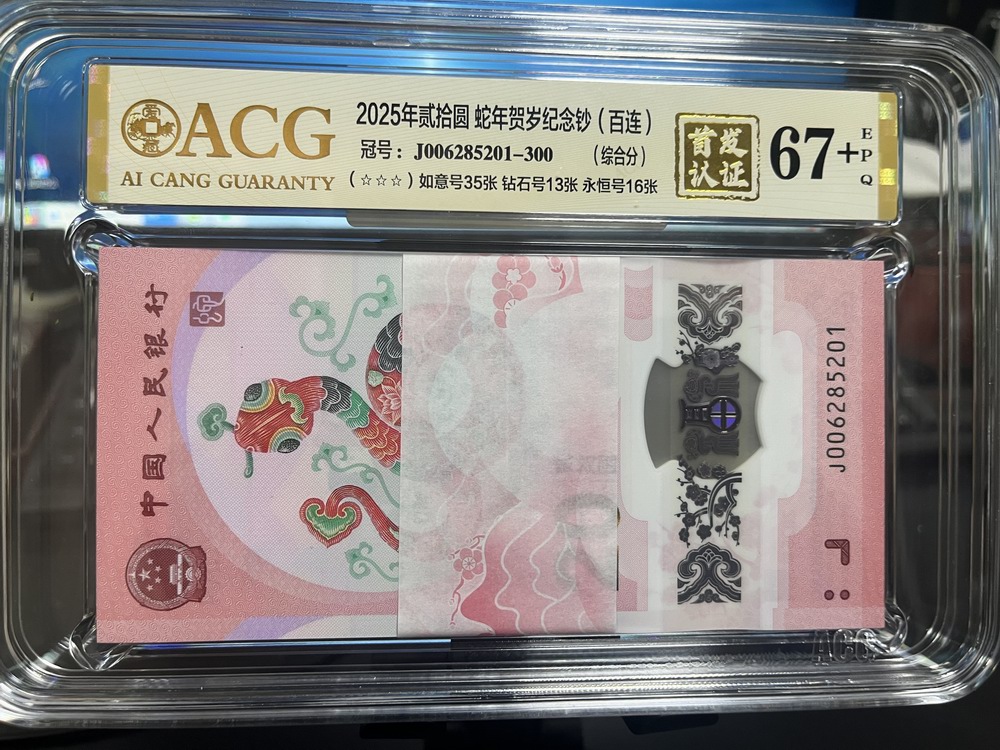 ACG
AI CANG GUARANTY
2025年贰拾圆 蛇年贺岁纪念钞(百连)
冠号: J006285201-300 (综合分)
(☆☆☆) 如意号35张 钻石号13张 永恒号16张
首发
认证
67+
EPQ
中国人民银行
J006285201
ACG